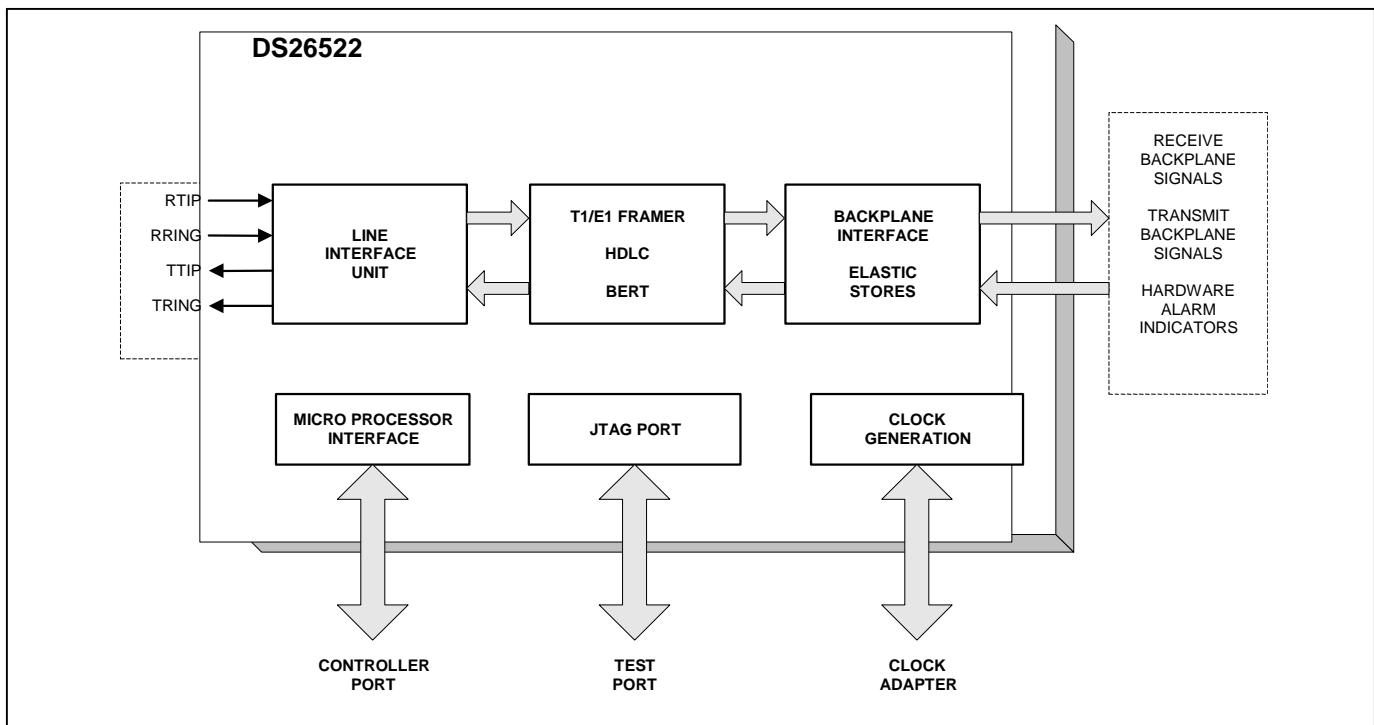 DS26522
RTIP
RRING
TTIP
TRING
LINE
INTERFACE
UNIT
T1/E1 FRAMER
HDLC
BERT
BACKPLANE
INTERFACE
ELASTIC
STORES
RECEIVE
BACKPLANE
SIGNALS
TRANSMIT
BACKPLANE
SIGNALS
HARDWARE
ALARM
INDICATORS
MICRO PROCESSOR
INTERFACE
JTAG PORT
CLOCK
GENERATION
CONTROLLER
PORT
TEST
PORT
CLOCK
ADAPTER